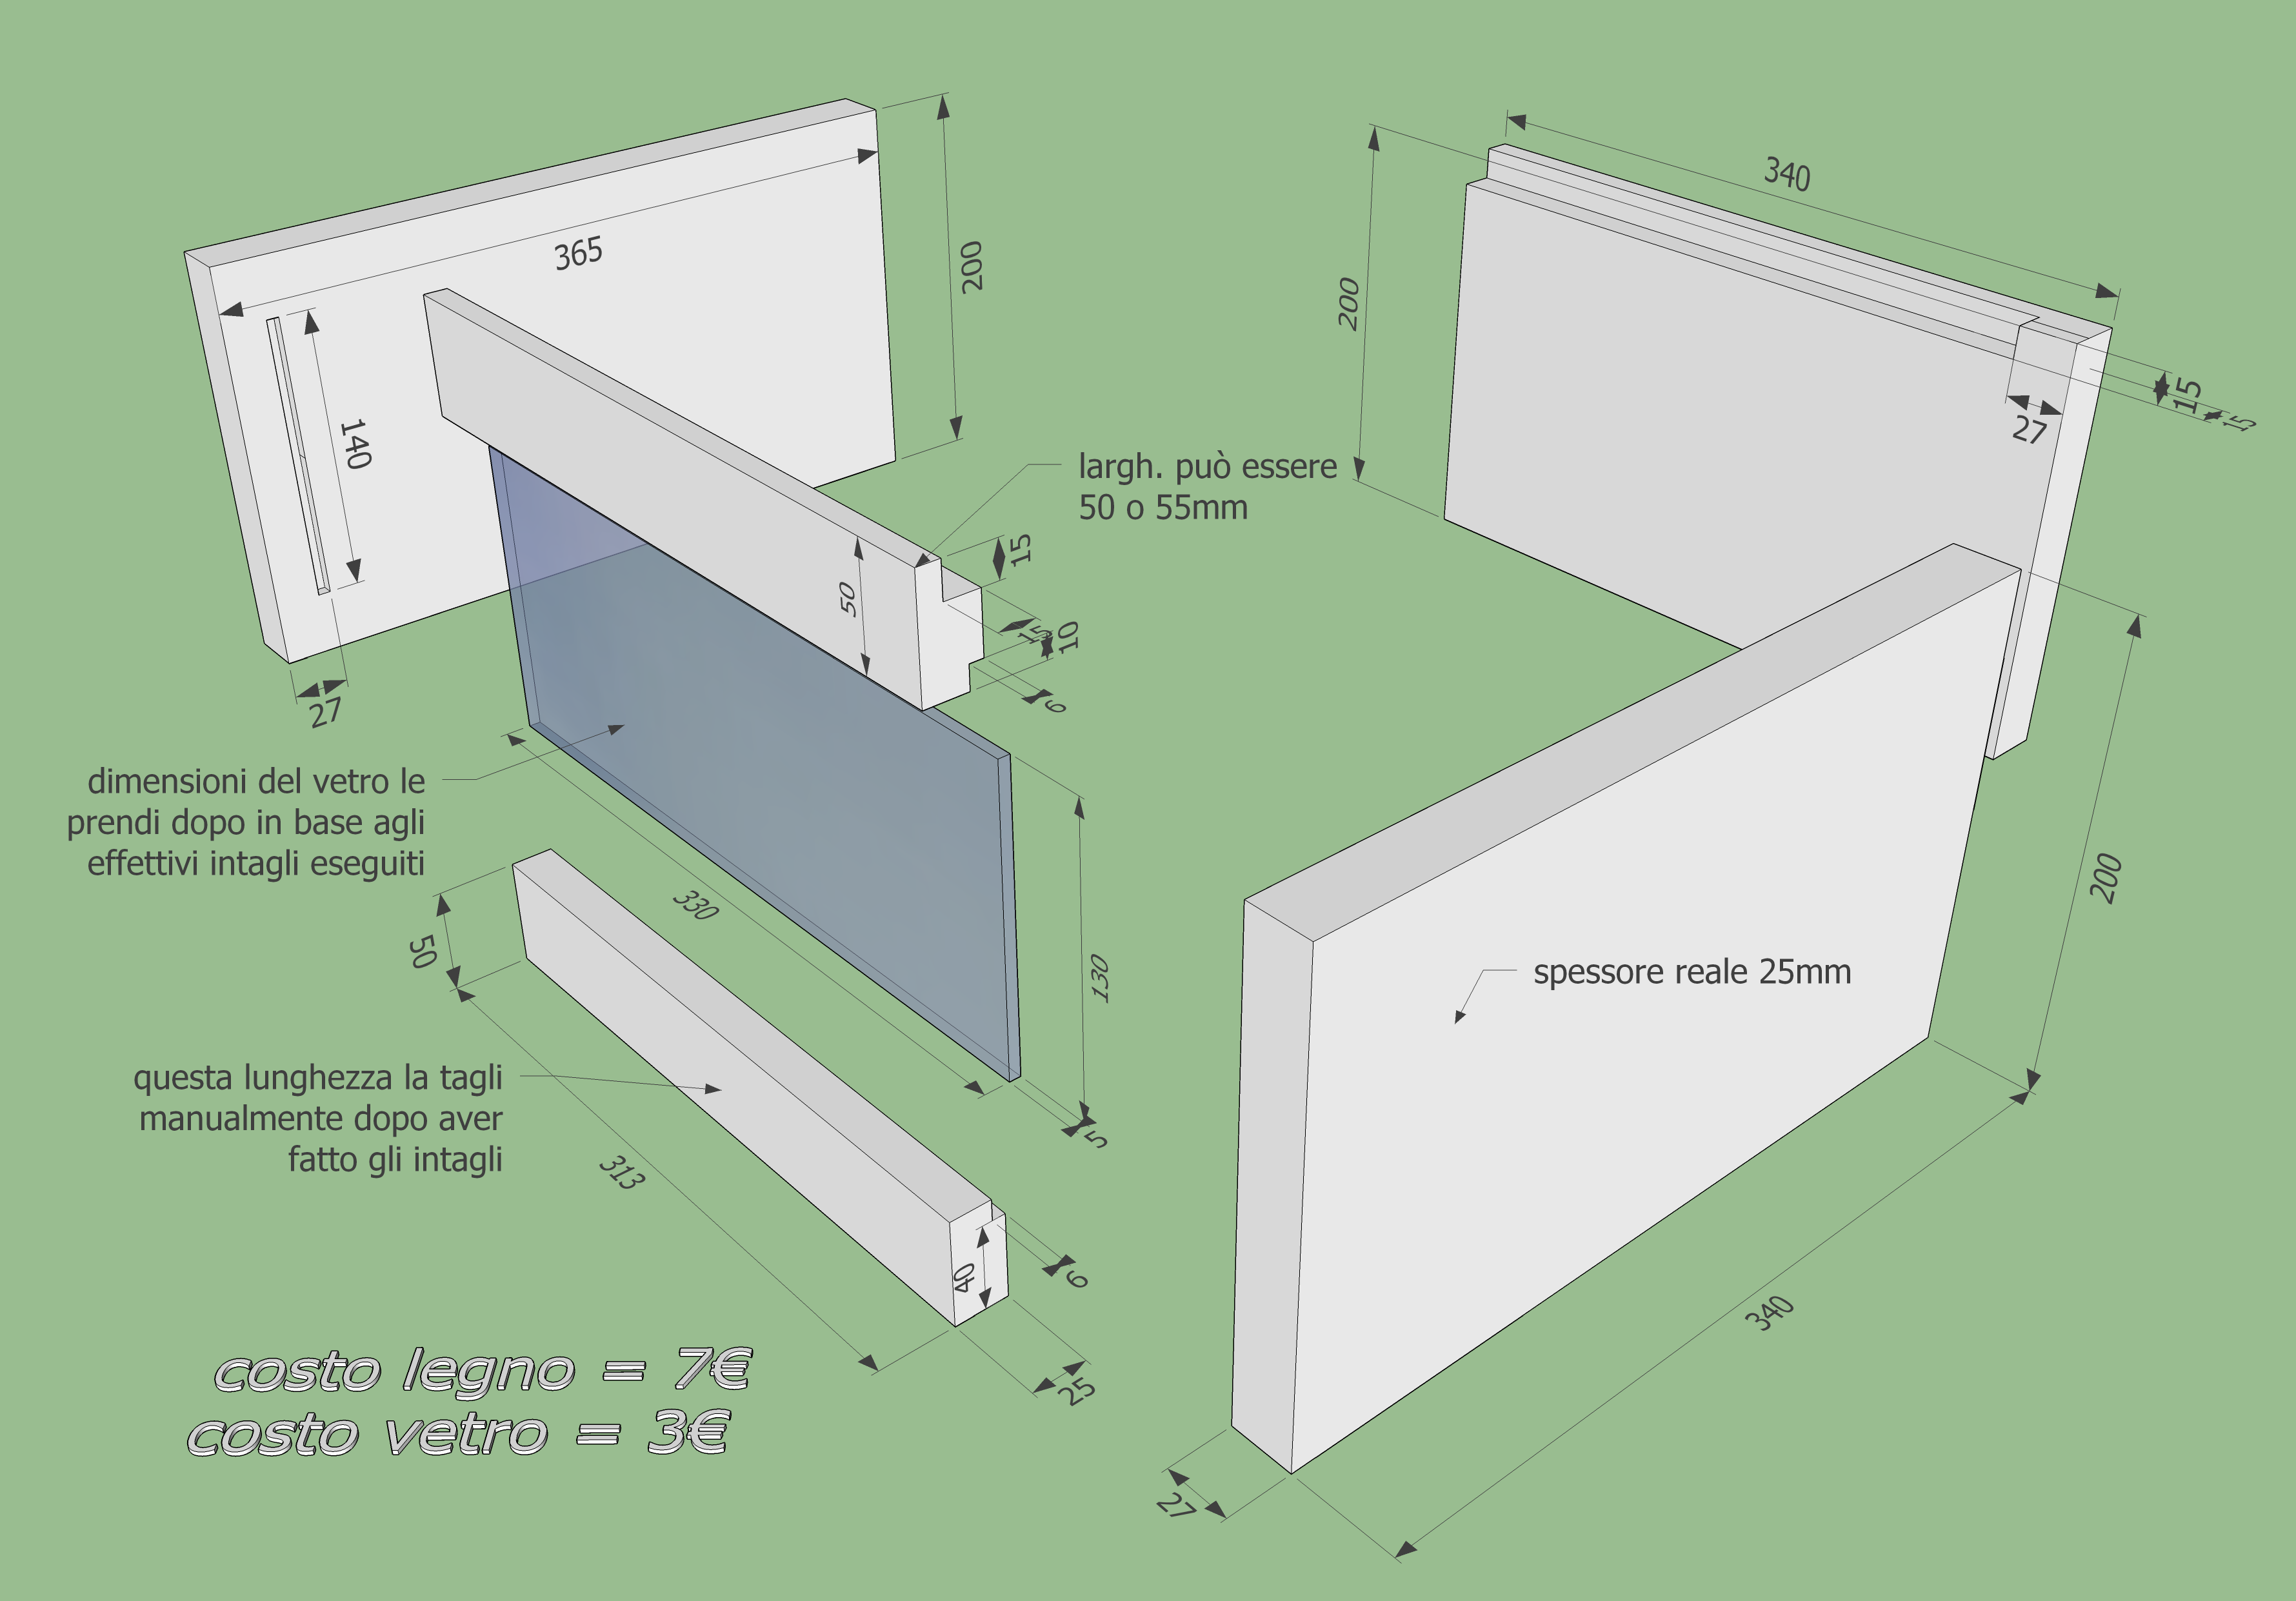 365
200
140
27
largh. può essere
50 o 55mm
50
15
15
10
6
340
200
15
15
27
dimensioni del vetro le
prendi dopo in base agli
effettivi intagli eseguiti
330
130
5
50
questa lunghezza la tagli
manualmente dopo aver
fatto gli intagli
313
40
6
25
spessore reale 25mm
200
340
27
costo legno = 7€
costo vetro = 3€